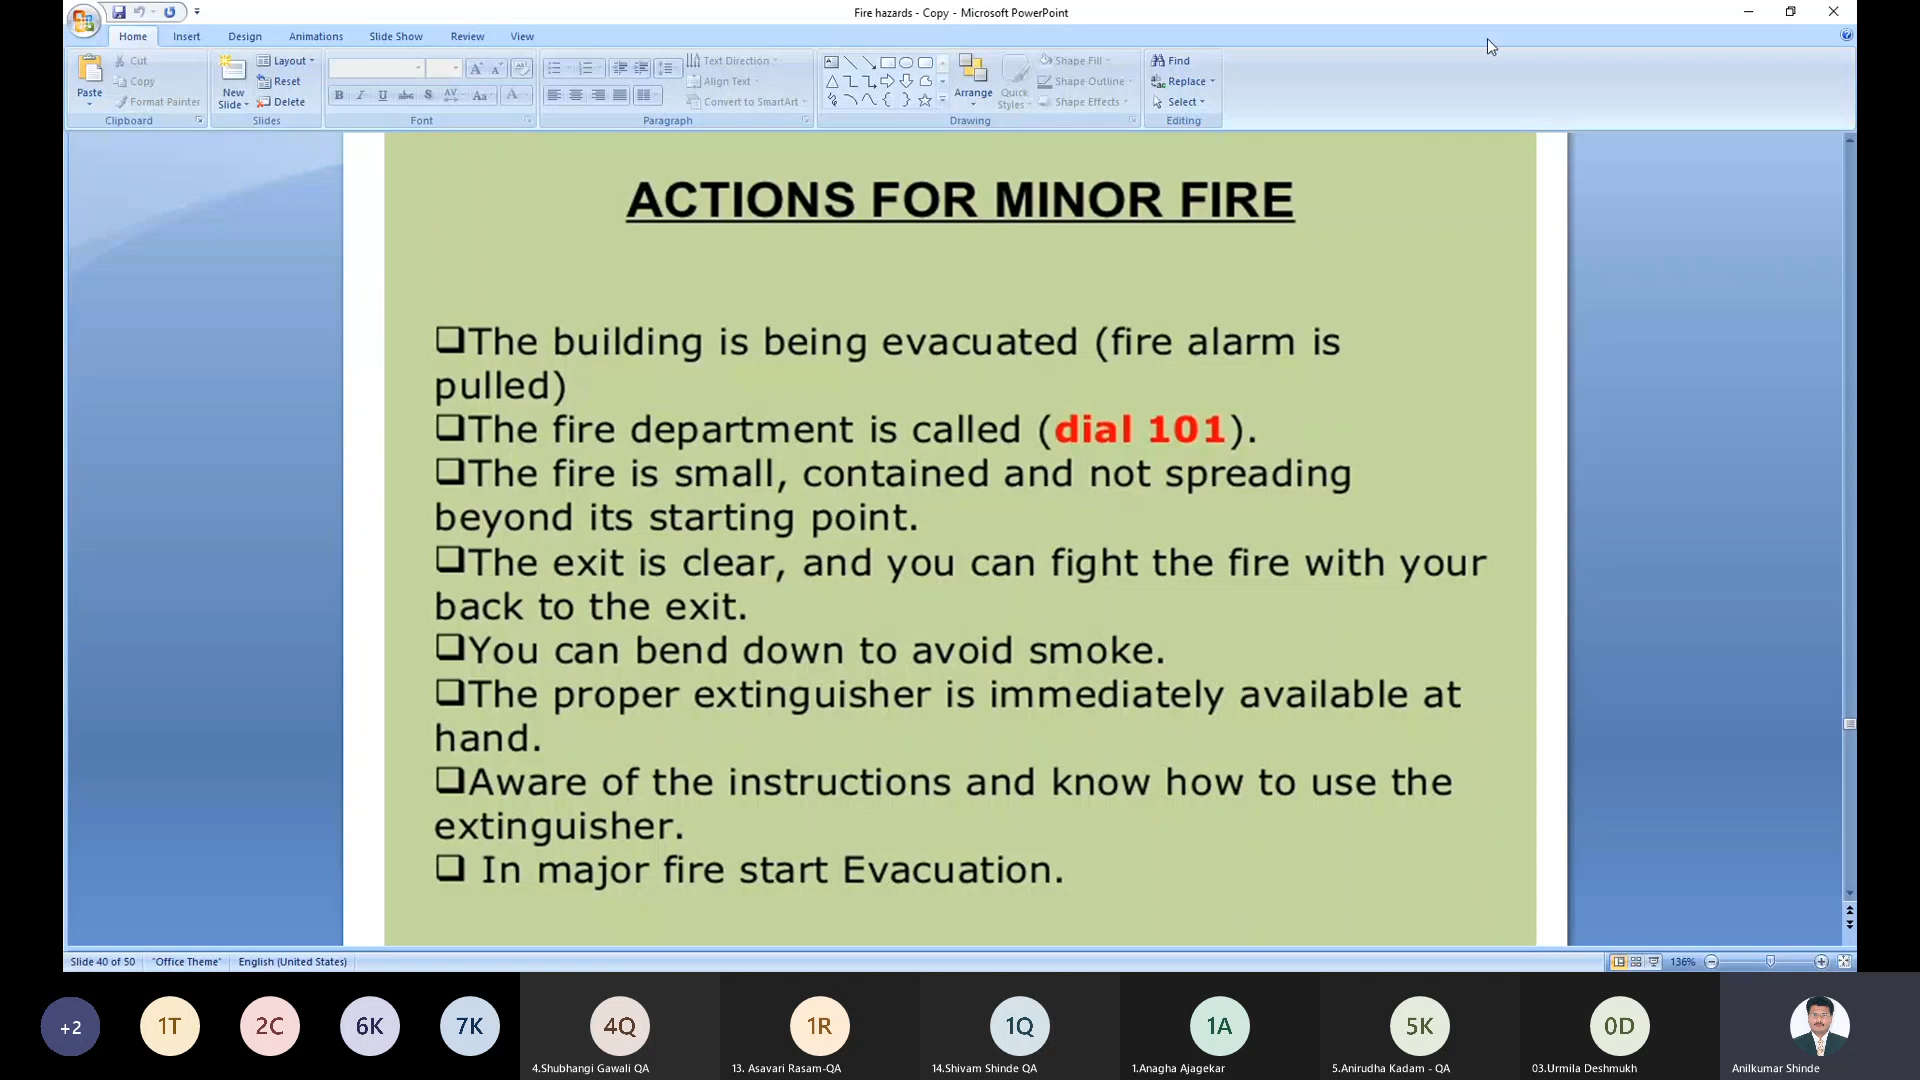 Fire hazards - Copy - Microsoft PowerPoint
Home Insert Design Animations Slide Show Review View
Paste Cut Copy Format Painter Clipboard
New Slide Layout Reset Delete Slides
B I U abc S AV Aa A Font
Text Direction Align Text Convert to SmartArt Paragraph
Arrange Quick Styles Shape Fill Shape Outline Shape Effects Drawing
Find Replace Select Editing
ACTIONS FOR MINOR FIRE
❑The building is being evacuated (fire alarm is
pulled)
❑The fire department is called (dial 101).
❑The fire is small, contained and not spreading
beyond its starting point.
❑The exit is clear, and you can fight the fire with your
back to the exit.
❑You can bend down to avoid smoke.
❑The proper extinguisher is immediately available at
hand.
❑Aware of the instructions and know how to use the
extinguisher.
❑ In major fire start Evacuation.
Slide 40 of 50 "Office Theme" English (United States) 136%
+2 1T 2C 6K 7K 4Q 1R 1Q 1A 5K 0D
4.Shubhangi Gawali QA 13. Asavari Rasam-QA 14.Shivam Shinde QA 1.Anagha Ajagekar 5.Anirudha Kadam - QA 03.Urmila Deshmukh Anilkumar Shinde